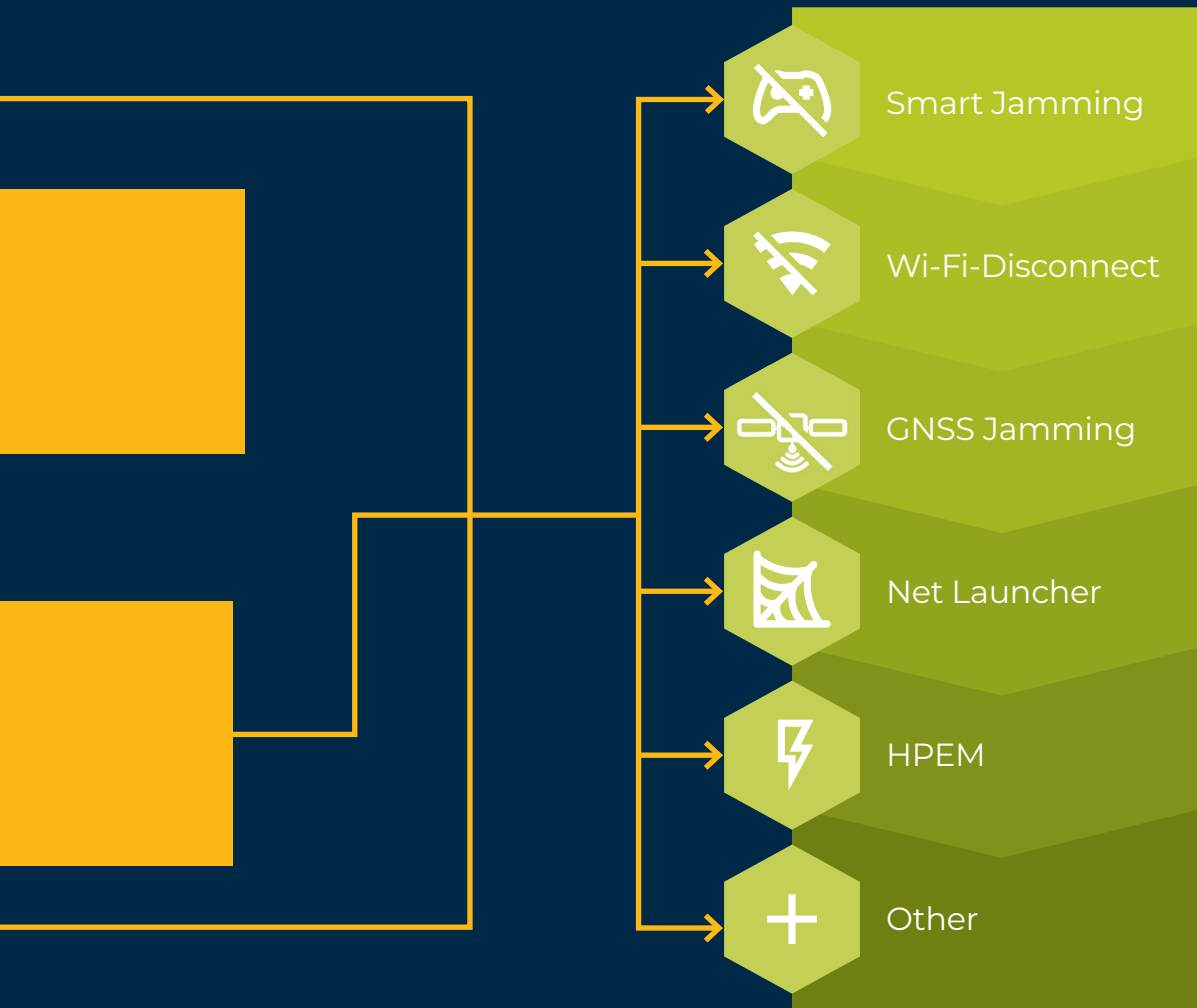 Smart Jamming
Wi-Fi-Disconnect
GNSS Jamming
Net Launcher
HPEM
Other